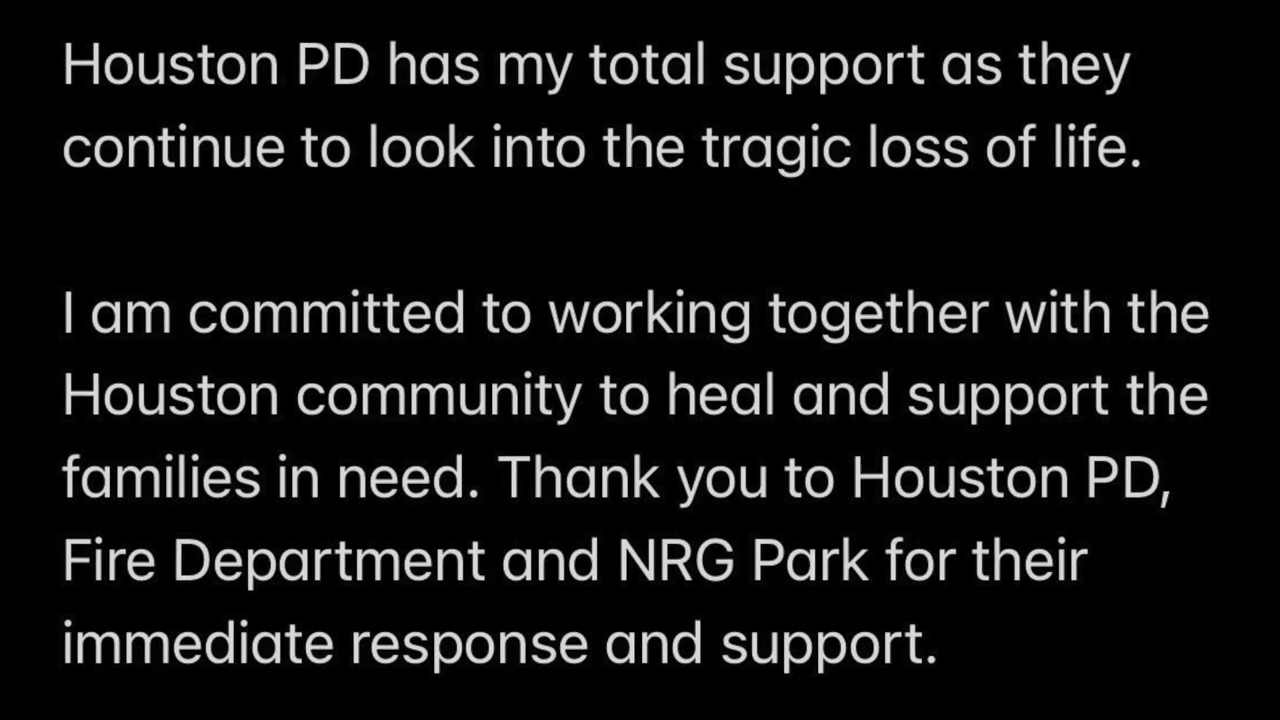 Houston PD has my total support as they
continue to look into the tragic loss of life.
I am committed to working together with the
Houston community to heal and support the
families in need. Thank you to Houston PD,
Fire Department and NRG Park for their
immediate response and support.